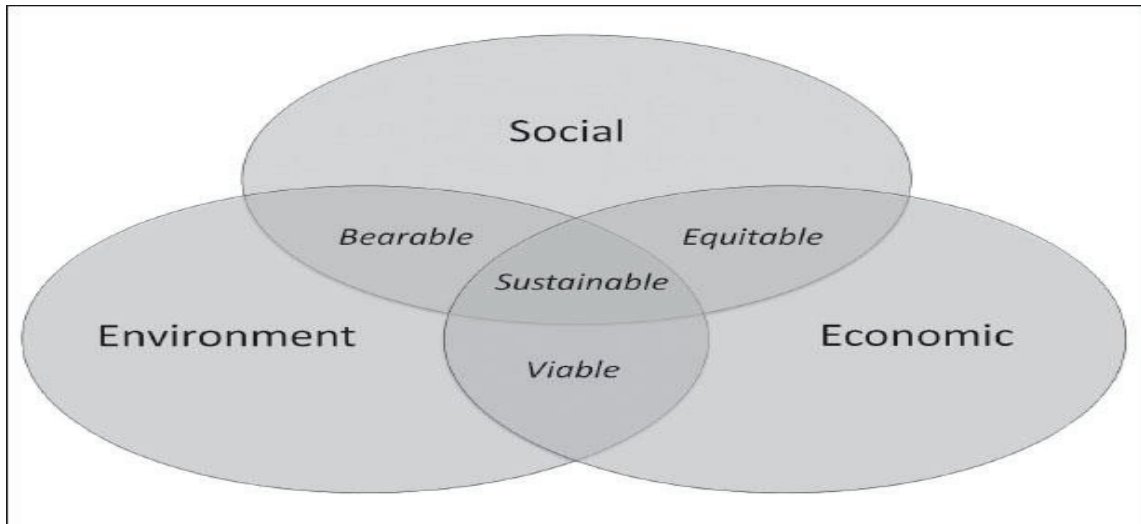 Social
Bearable
Equitable
Sustainable
Environment
Economic
Viable